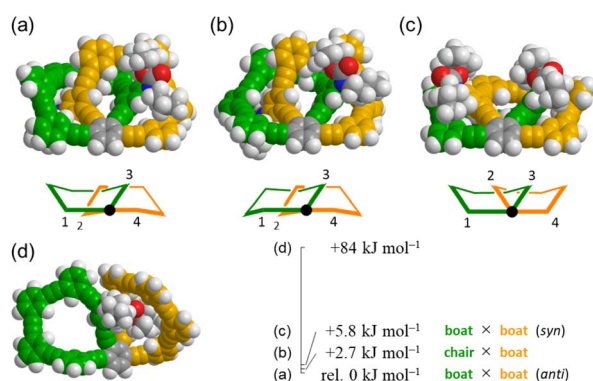 (a)
(b)
(c)
3
1
2
4
3
1
2
4
2
3
1
4
(d)
(d) +84 kJ mol⁻¹
(c) +5.8 kJ mol⁻¹ boat × boat (syn)
(b) +2.7 kJ mol⁻¹ chair × boat
(a) rel. 0 kJ mol⁻¹ boat × boat (anti)